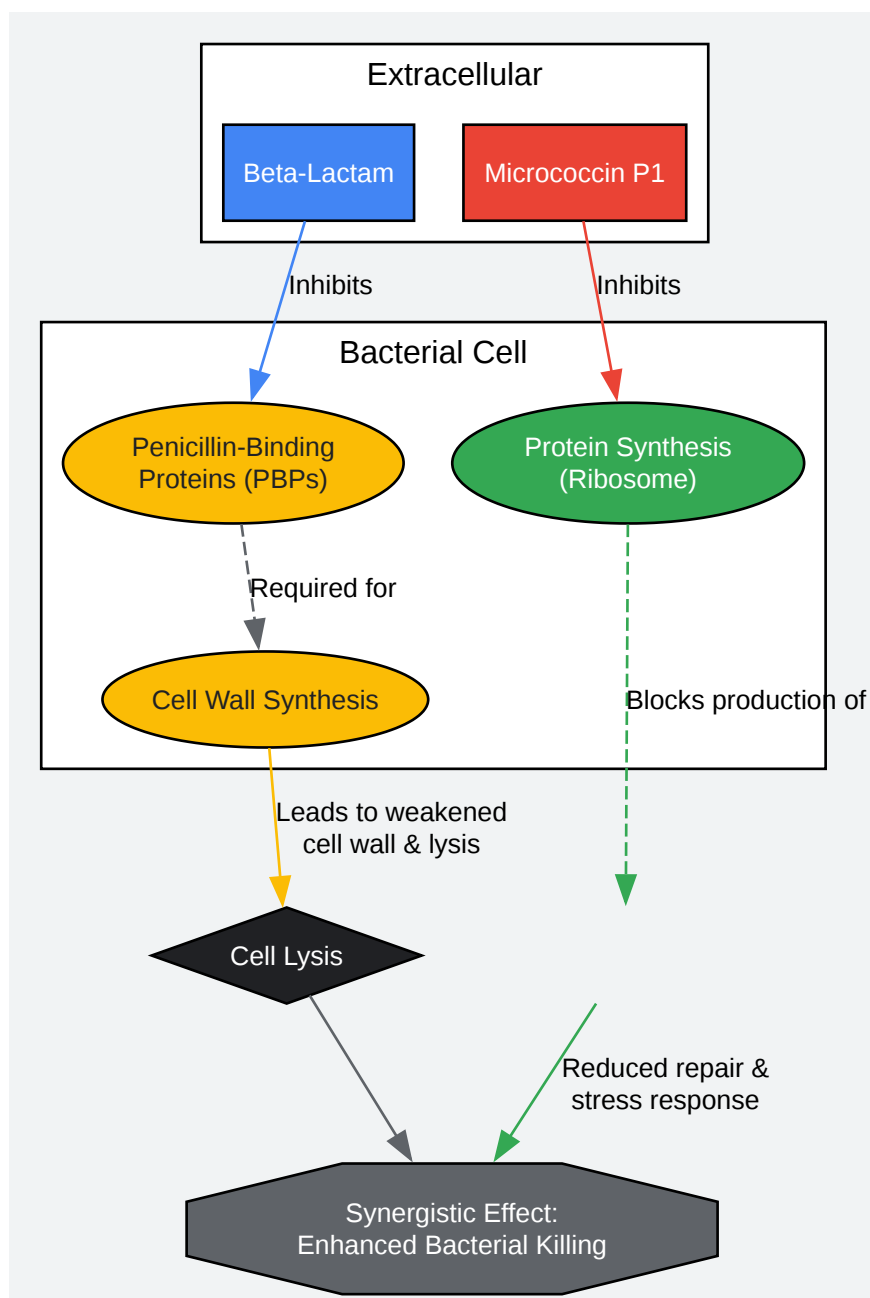 Extracellular
Beta-Lactam
Micrococcin P1
Inhibits
Inhibits
Bacterial Cell
Penicillin-Binding
Proteins (PBPs)
Protein Synthesis
(Ribosome)
Required for
Cell Wall Synthesis
Blocks production of
Leads to weakened
cell wall & lysis
Cell Lysis
Reduced repair &
stress response
Synergistic Effect:
Enhanced Bacterial Killing